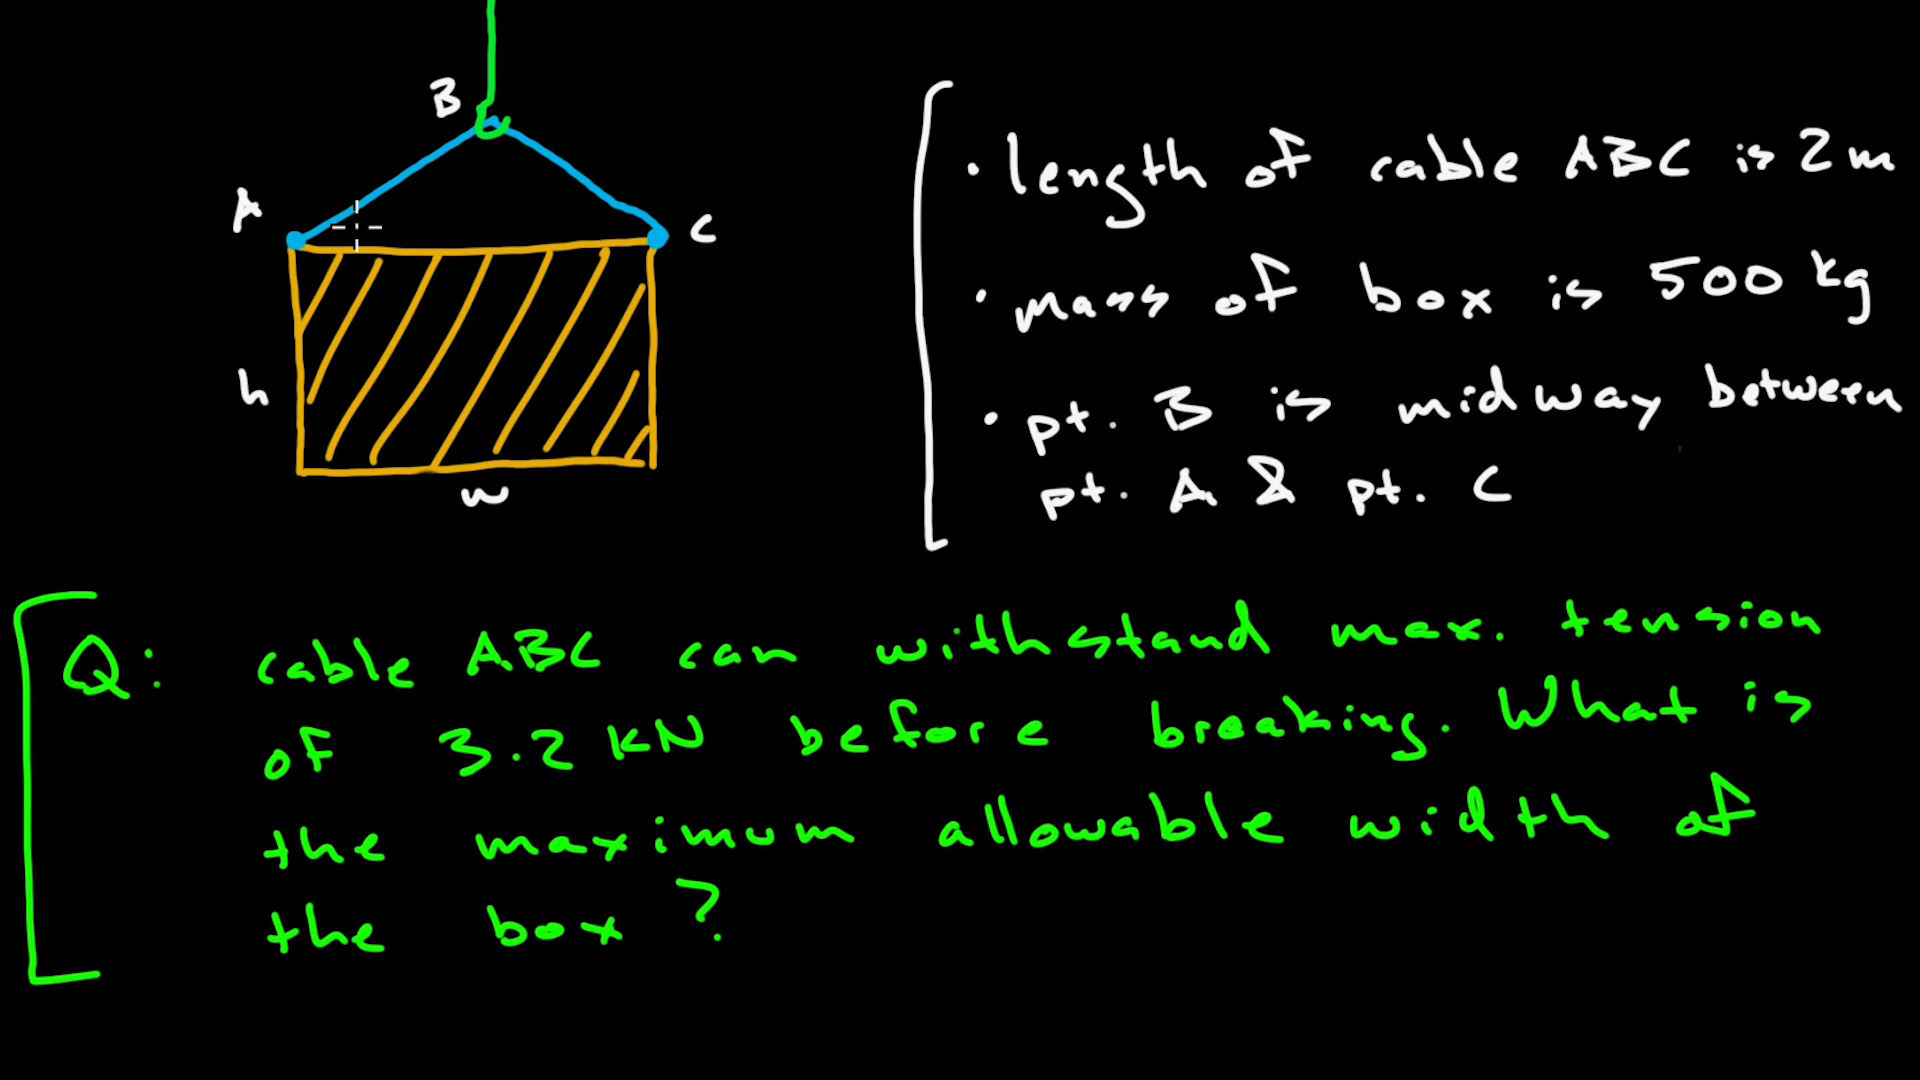 B
A
C
h
w
• length of cable ABC is 2 m
• mass of box is 500 kg
• pt. B is midway between
pt. A & pt. C
Q: cable ABC can withstand max. tension
of 3.2 kN before breaking. What is
the maximum allowable width of
the box?